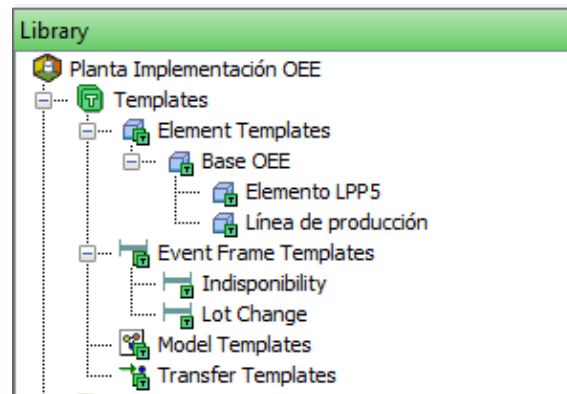 Library
Planta Implementación OEE
Templates
Element Templates
Base OEE
Elemento LPP5
Línea de producción
Event Frame Templates
Indisponibility
Lot Change
Model Templates
Transfer Templates